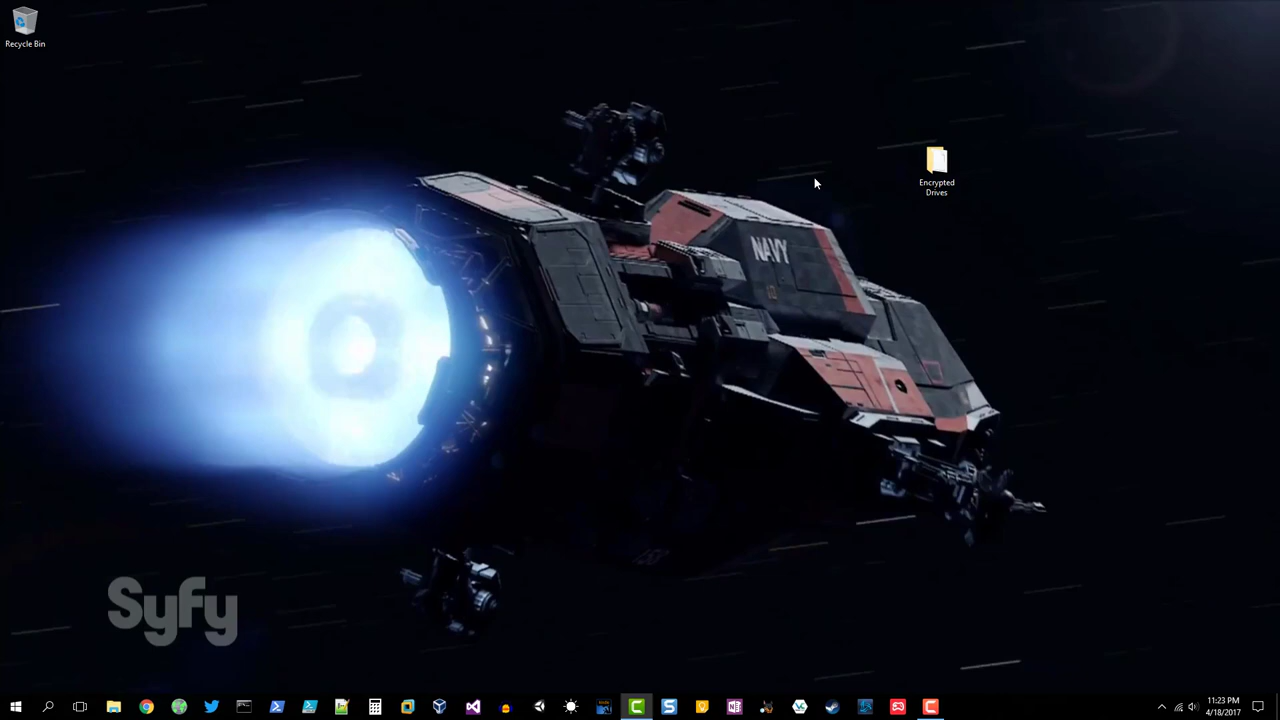 Recycle Bin
Encrypted
Drives
NAVY
Syfy
11:23 PM
4/18/2017